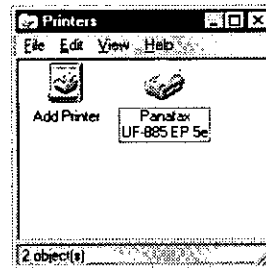 Printers
File Edit View Help
Add Printer
Panafax
UF-885 EP 5e
2 object(s)